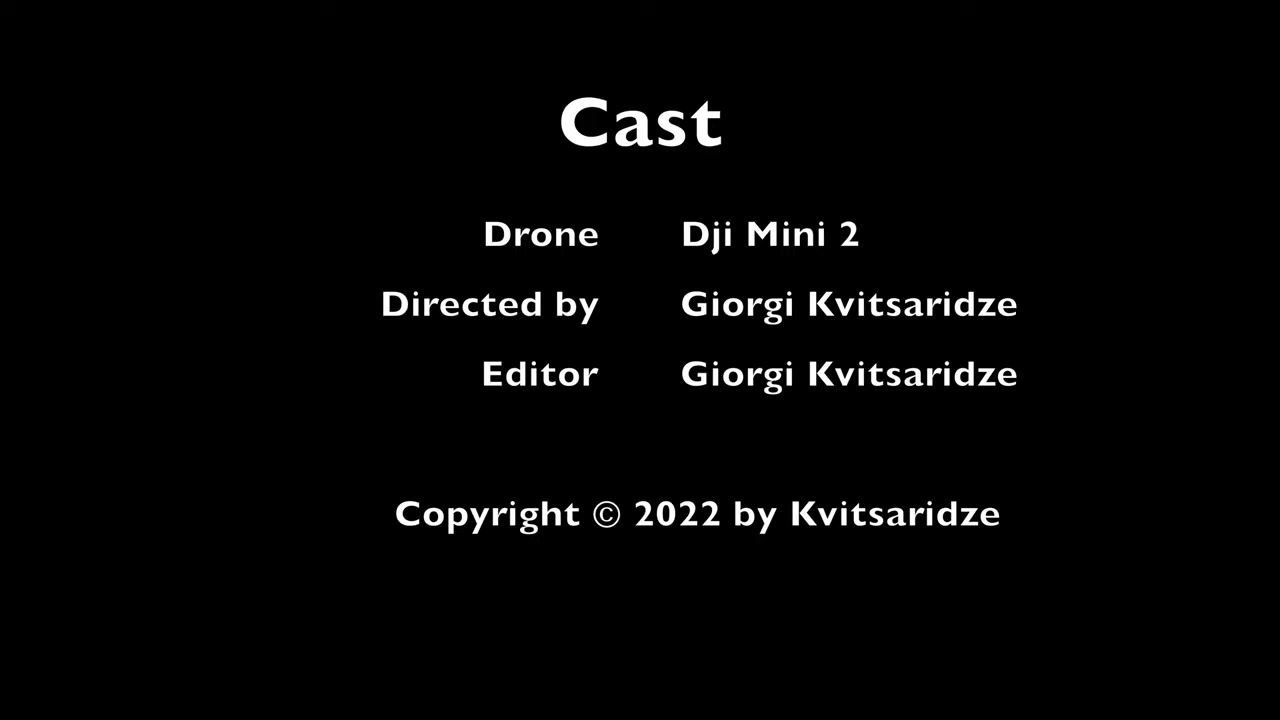 Cast
Drone Dji Mini 2
Directed by Giorgi Kvitsaridze
Editor Giorgi Kvitsaridze
Copyright © 2022 by Kvitsaridze